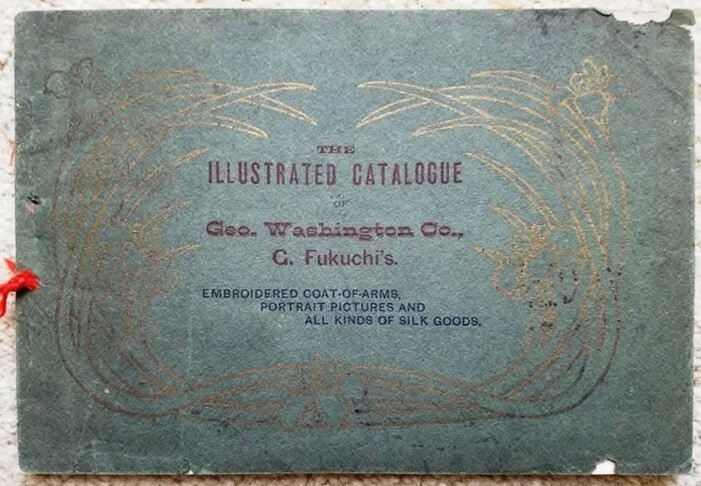 THE
ILLUSTRATED CATALOGUE
OF
Geo. Washington Co.,
G. Fukuchi's.
EMBROIDERED COAT-OF-ARMS,
PORTRAIT PICTURES AND
ALL KINDS OF SILK GOODS.